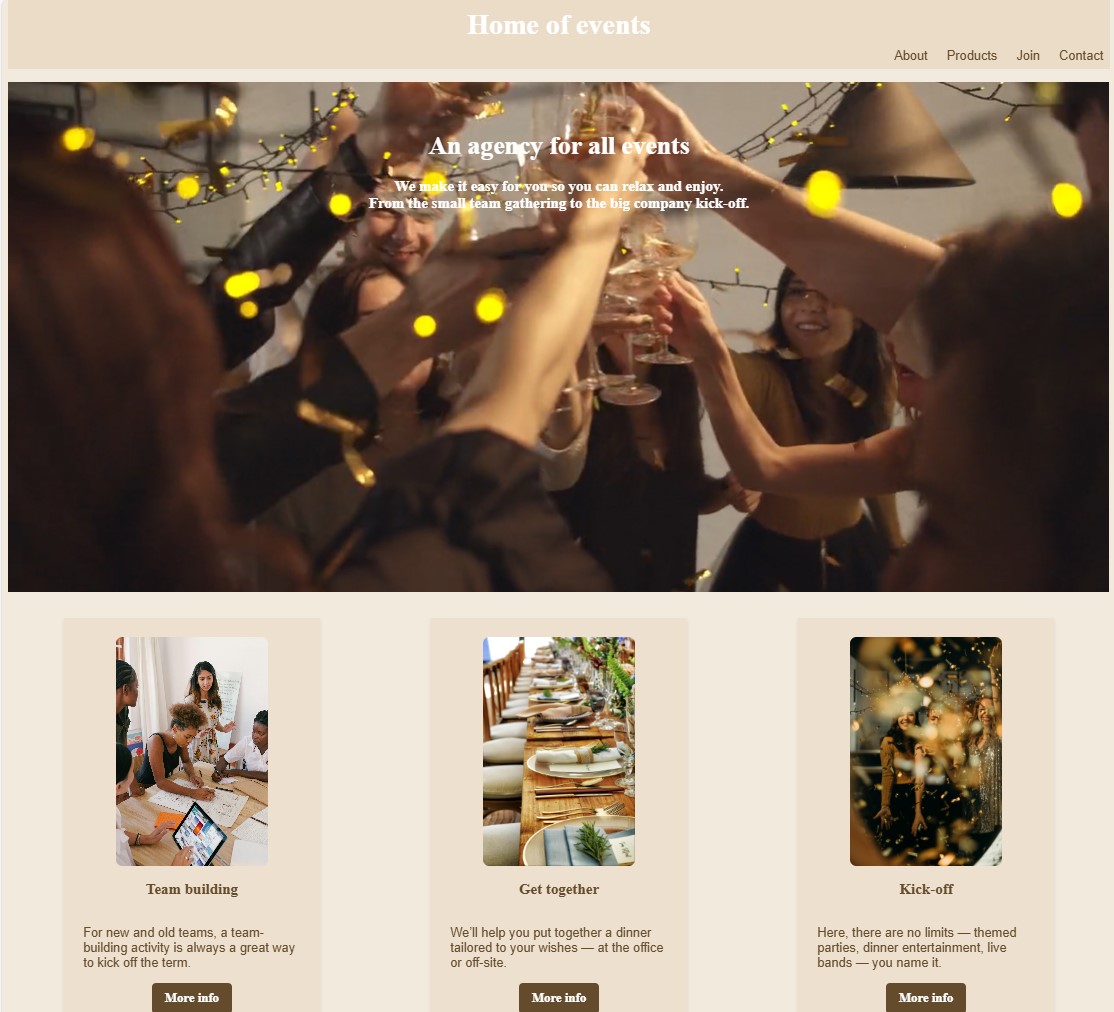 Home of events
About Products Join Contact
An agency for all events
We make it easy for you so you can relax and enjoy.
From the small team gathering to the big company kick-off.
Team building
For new and old teams, a team-
building activity is always a great way
to kick off the term.
More info
Get together
We’ll help you put together a dinner
tailored to your wishes — at the office
or off-site.
More info
Kick-off
Here, there are no limits — themed
parties, dinner entertainment, live
bands — you name it.
More info